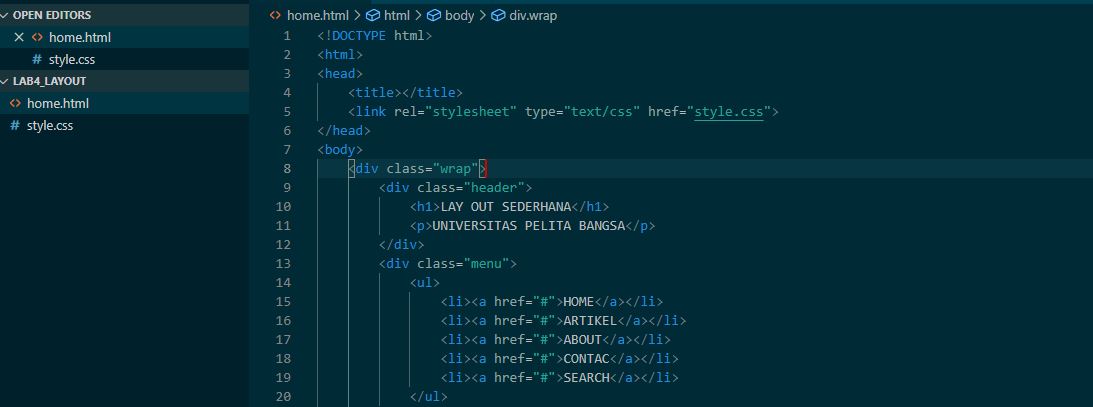 OPEN EDITORS
home.html
style.css
LAB4_LAYOUT
home.html
style.css
home.html > html > body > div.wrap
1 <!DOCTYPE html>
2 <html>
3 <head>
4 <title></title>
5 <link rel="stylesheet" type="text/css" href="style.css">
6 </head>
7 <body>
8 <div class="wrap">
9 <div class="header">
10 <h1>LAY OUT SEDERHANA</h1>
11 <p>UNIVERSITAS PELITA BANGSA</p>
12 </div>
13 <div class="menu">
14 <ul>
15 <li><a href="#">HOME</a></li>
16 <li><a href="#">ARTIKEL</a></li>
17 <li><a href="#">ABOUT</a></li>
18 <li><a href="#">CONTAC</a></li>
19 <li><a href="#">SEARCH</a></li>
20 </ul>